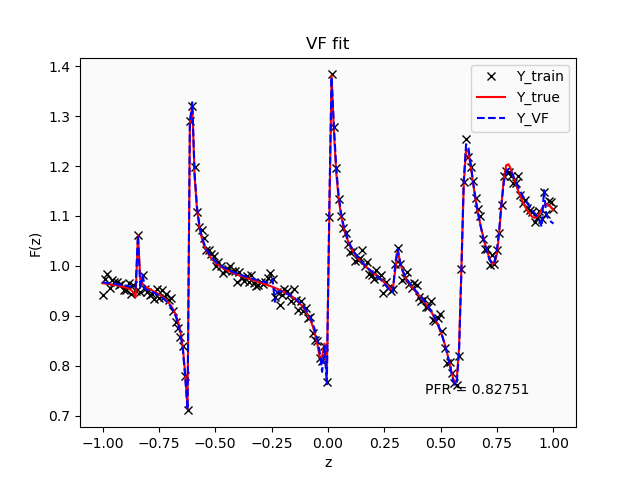 VF fit
1.4
1.3
1.2
1.1
1.0
0.9
0.8
0.7
F(z)
Y_train
Y_true
Y_VF
PFR = 0.82751
−1.00 −0.75 −0.50 −0.25 0.00 0.25 0.50 0.75 1.00
z